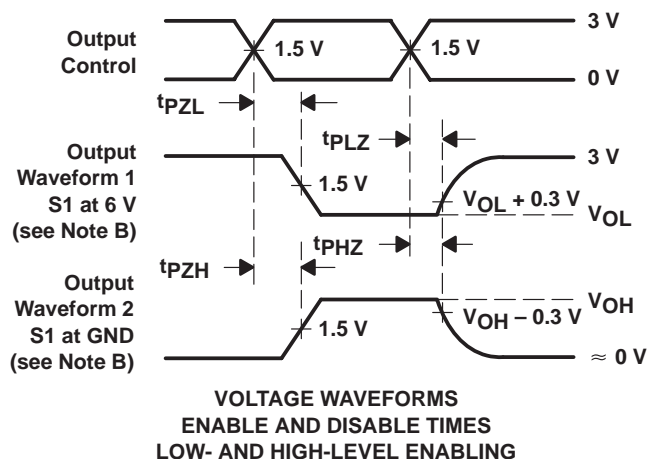 Output
Control
1.5 V
1.5 V
3 V
0 V
tPZL
tPLZ
Output
Waveform 1
S1 at 6 V
(see Note B)
1.5 V
3 V
VOL + 0.3 V
VOL
tPZH
tPHZ
Output
Waveform 2
S1 at GND
(see Note B)
1.5 V
VOH
VOH – 0.3 V
≈ 0 V
VOLTAGE WAVEFORMS
ENABLE AND DISABLE TIMES
LOW- AND HIGH-LEVEL ENABLING